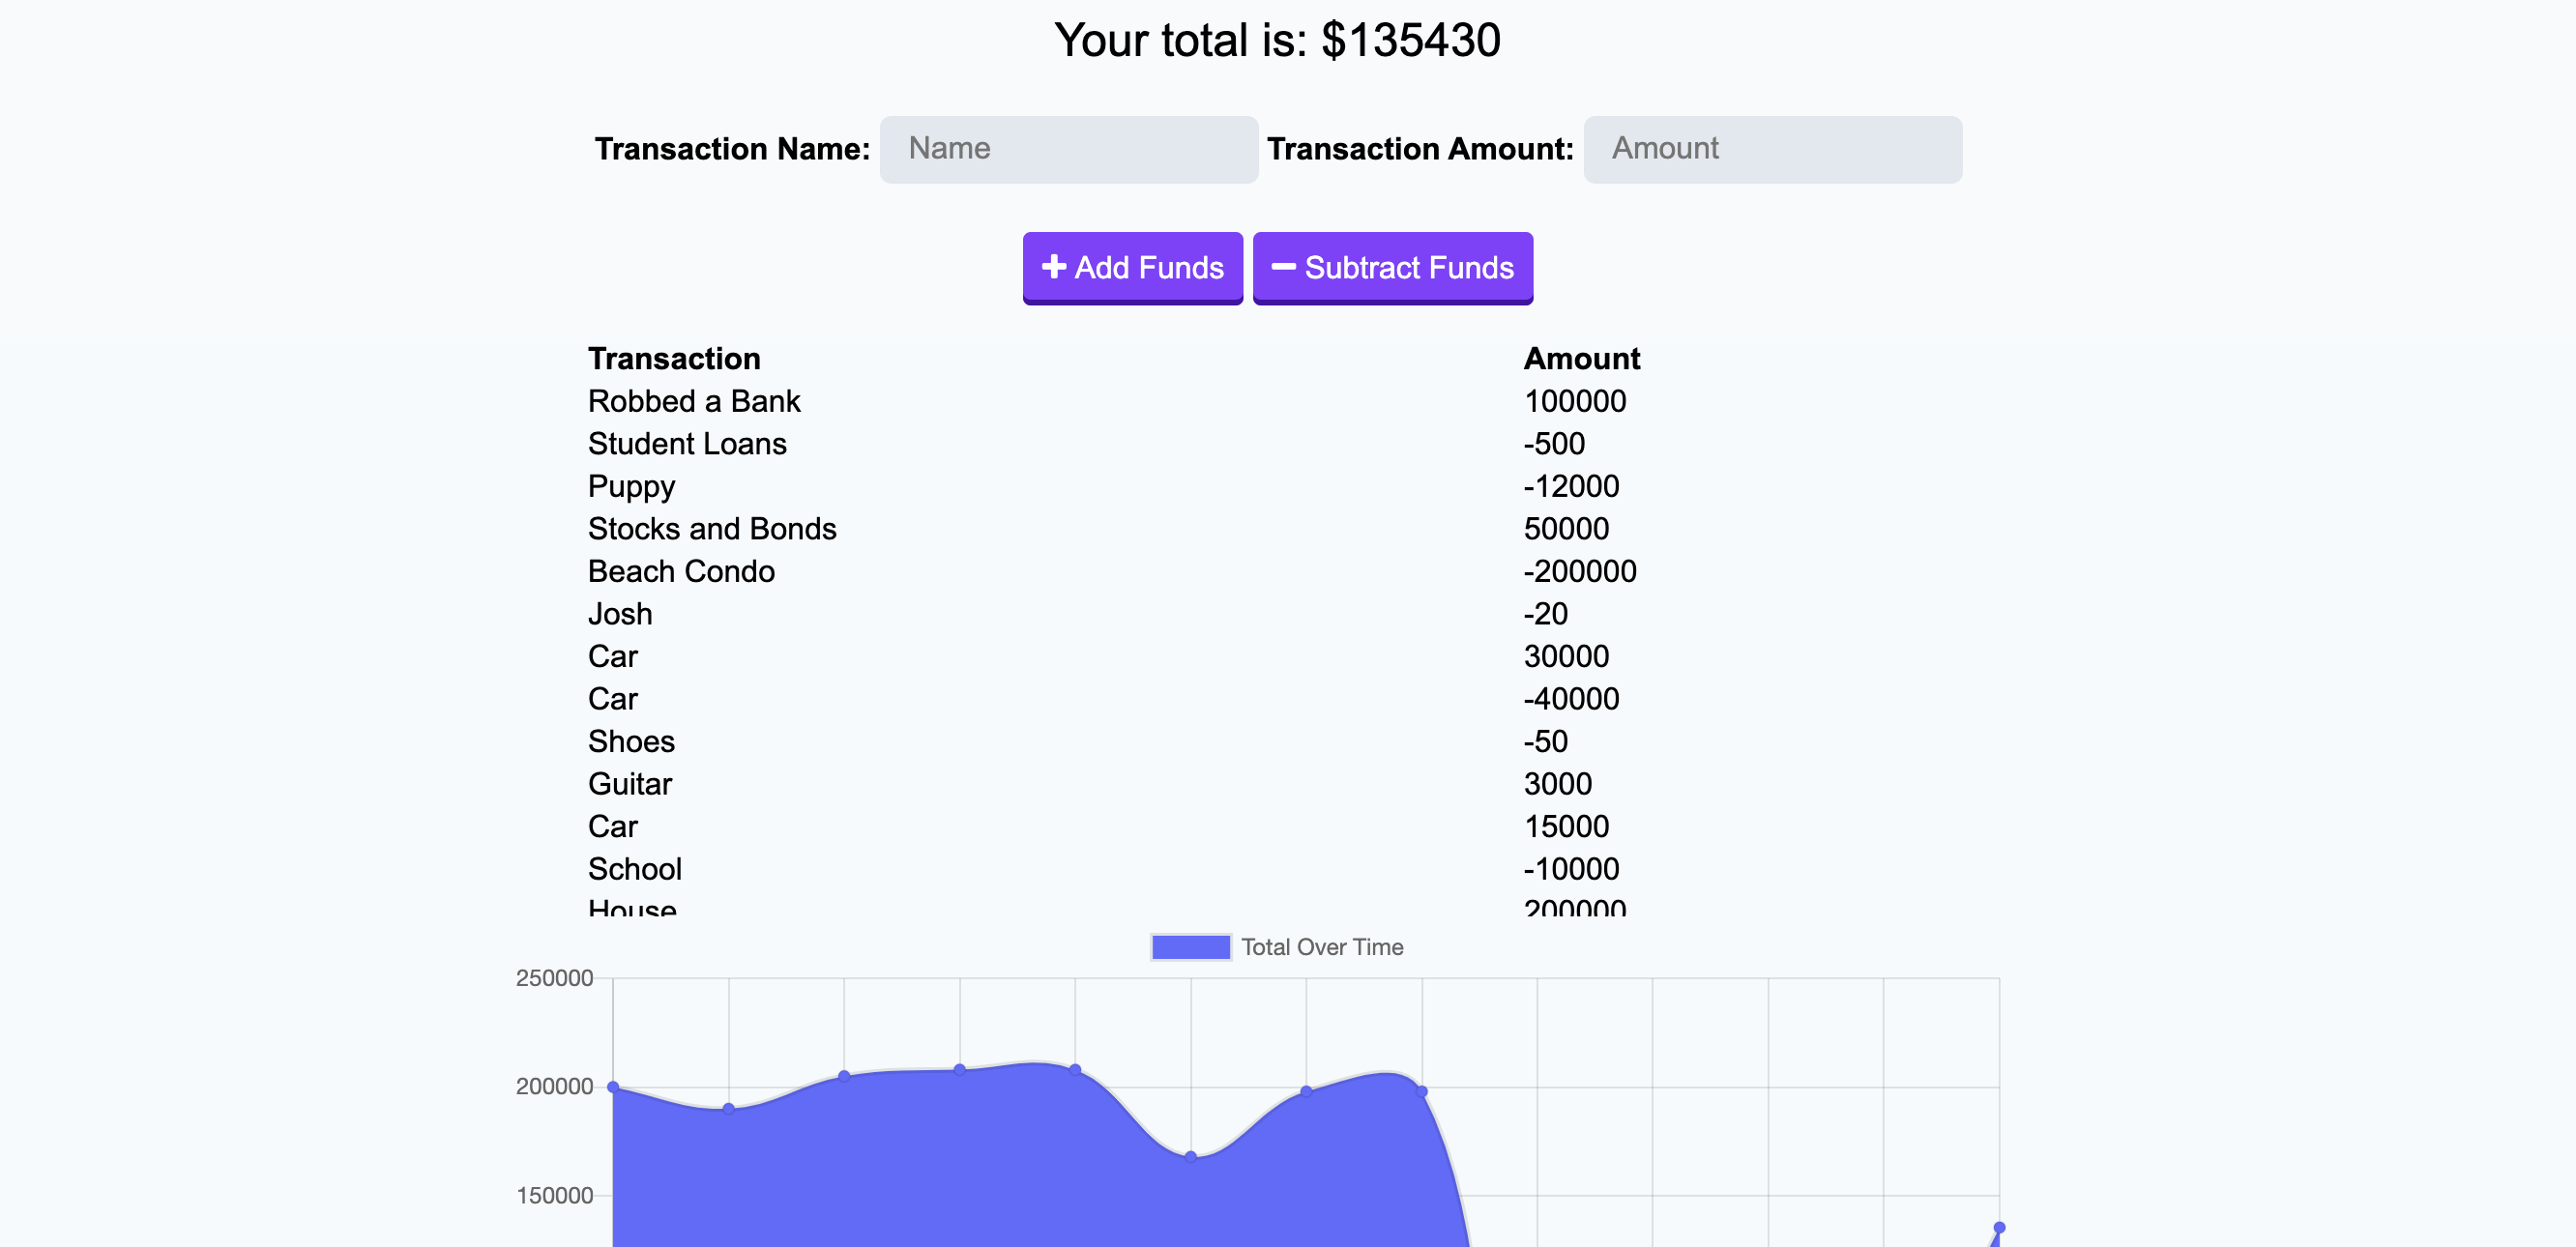 Your total is: $135430
Transaction Name: Name Transaction Amount: Amount
Add Funds Subtract Funds
Transaction Amount
Robbed a Bank 100000
Student Loans -500
Puppy -12000
Stocks and Bonds 50000
Beach Condo -200000
Josh -20
Car 30000
Car -40000
Shoes -50
Guitar 3000
Car 15000
School -10000
House 200000
Total Over Time
250000
200000
150000